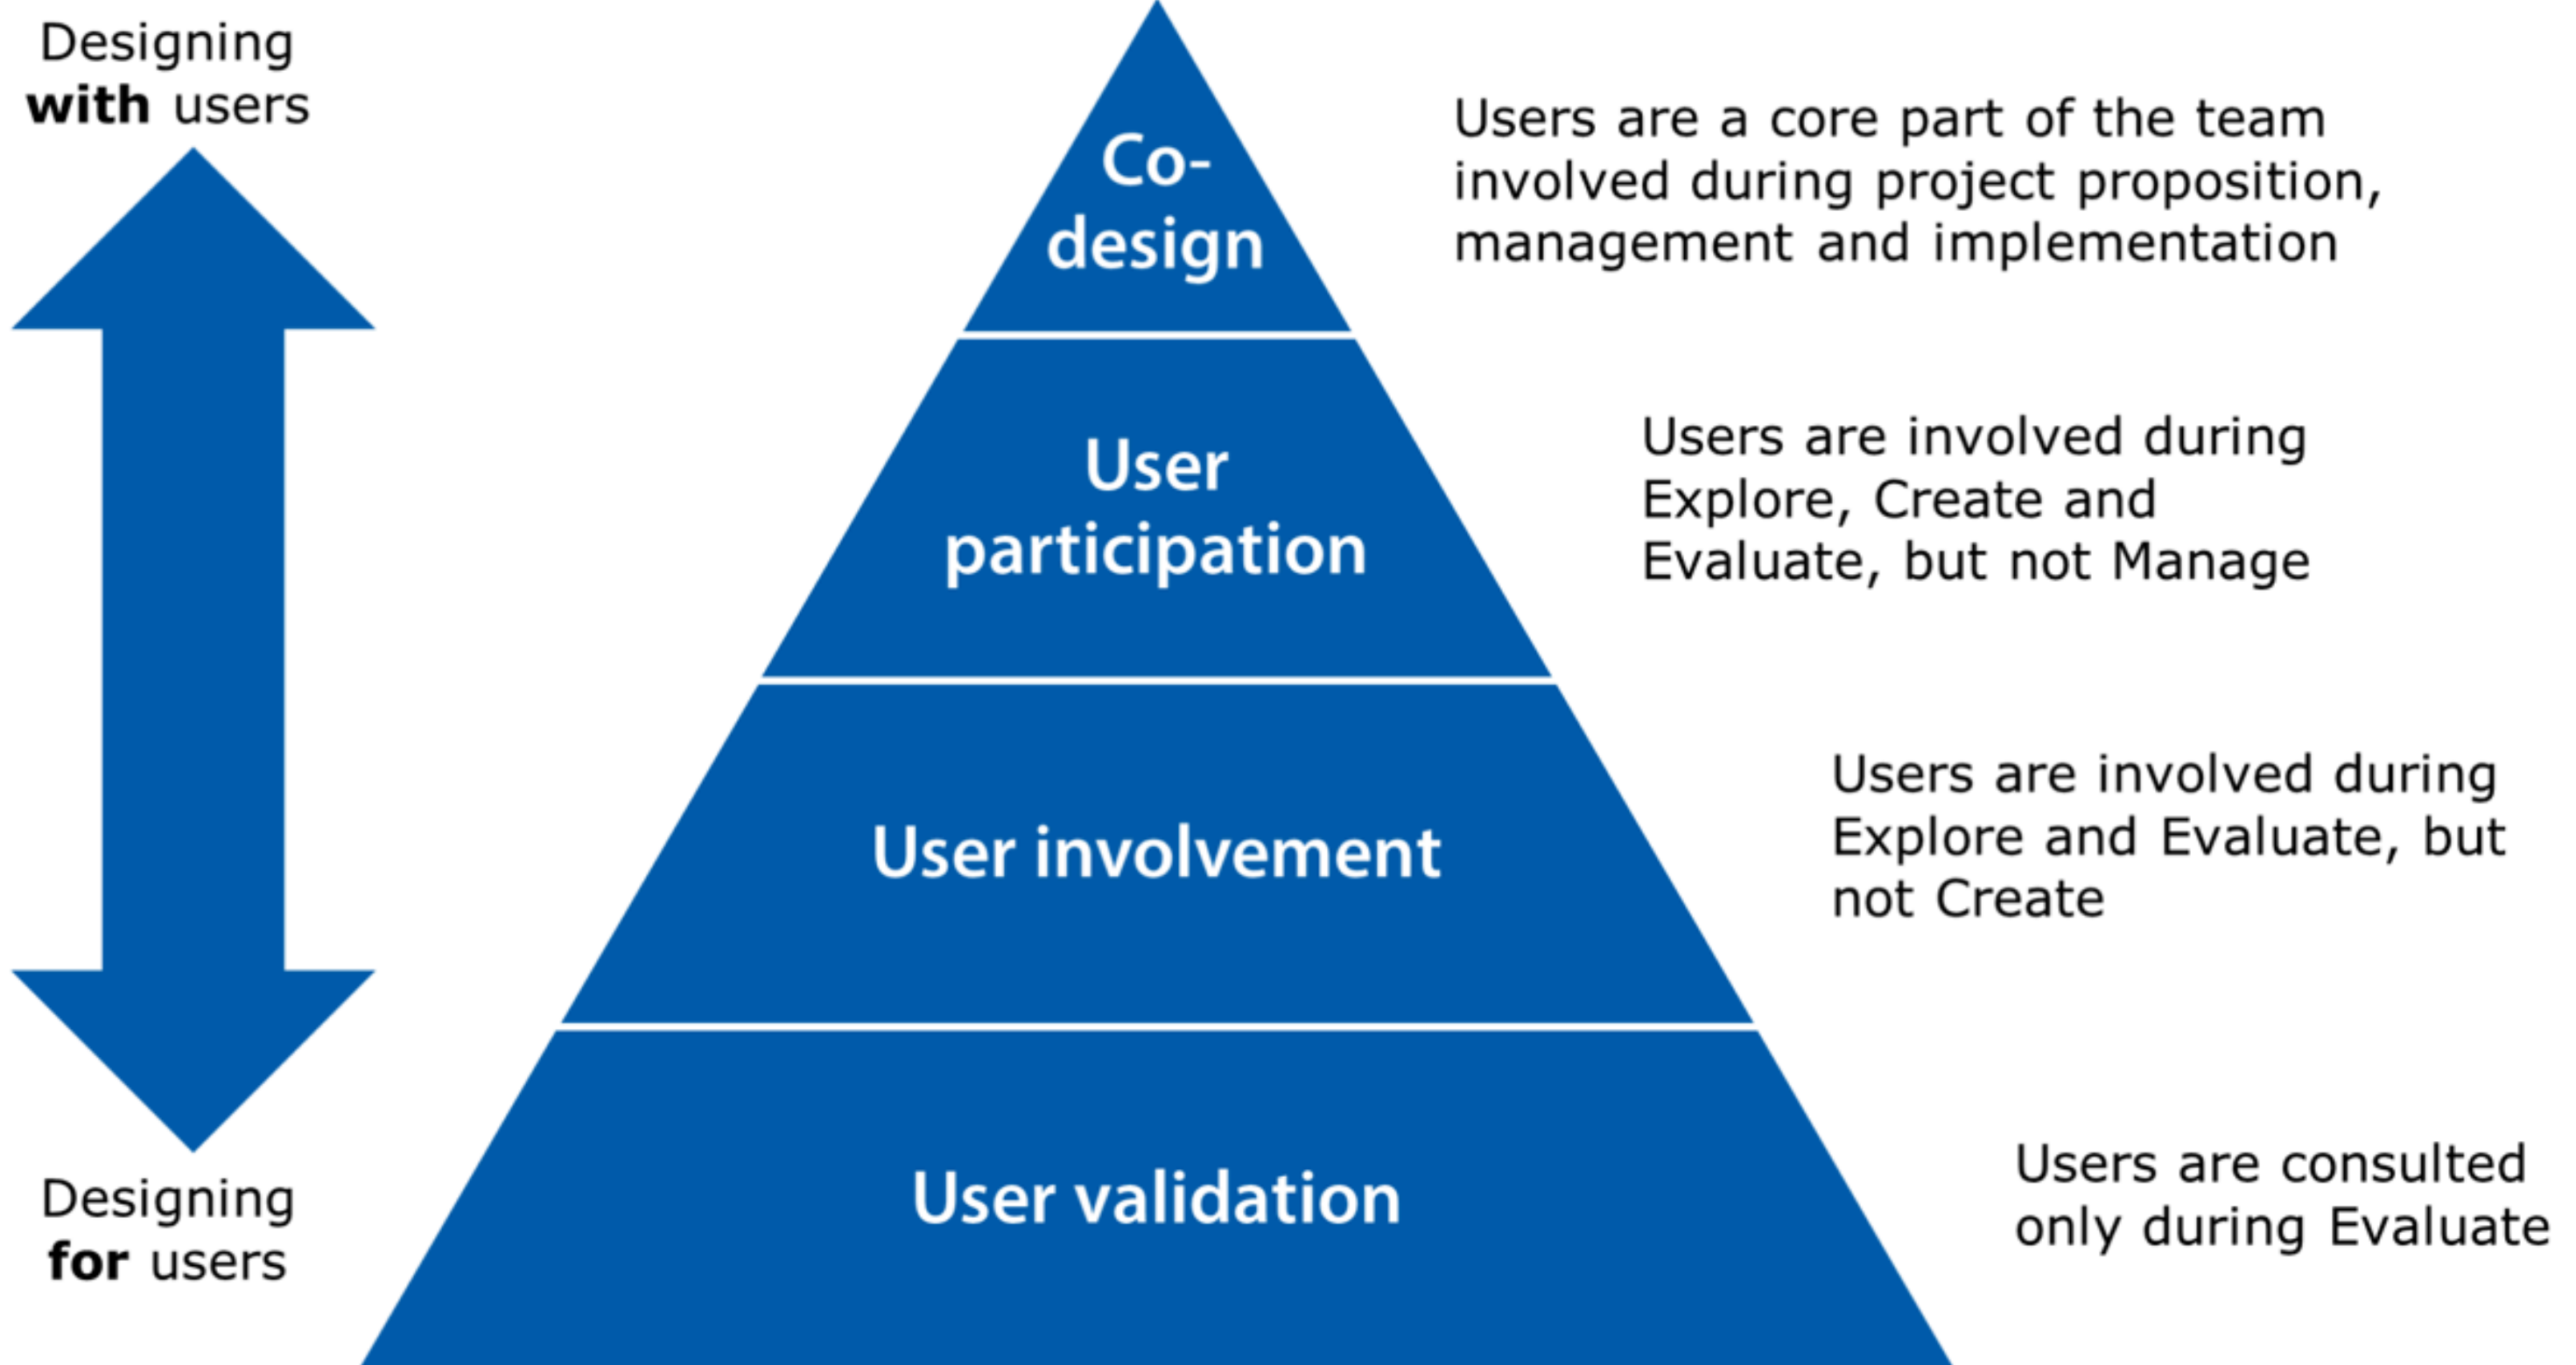 Designing
with users
Co-
design
Users are a core part of the team
involved during project proposition,
management and implementation
User
participation
Users are involved during
Explore, Create and
Evaluate, but not Manage
User involvement
Users are involved during
Explore and Evaluate, but
not Create
Designing
for users
User validation
Users are consulted
only during Evaluate